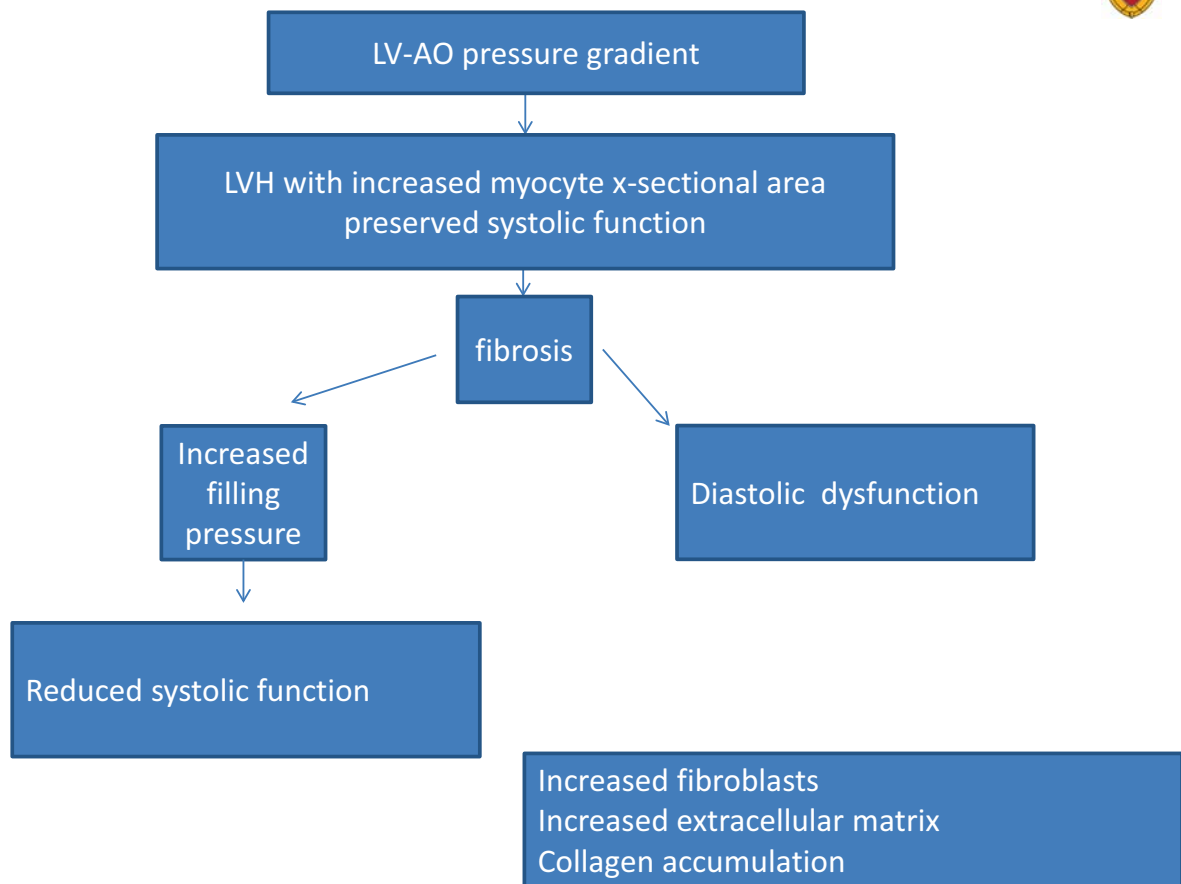 LV-AO pressure gradient
LVH with increased myocyte x-sectional area
preserved systolic function
fibrosis
Increased
filling
pressure
Diastolic  dysfunction
Reduced systolic function
Increased fibroblasts
Increased extracellular matrix
Collagen accumulation